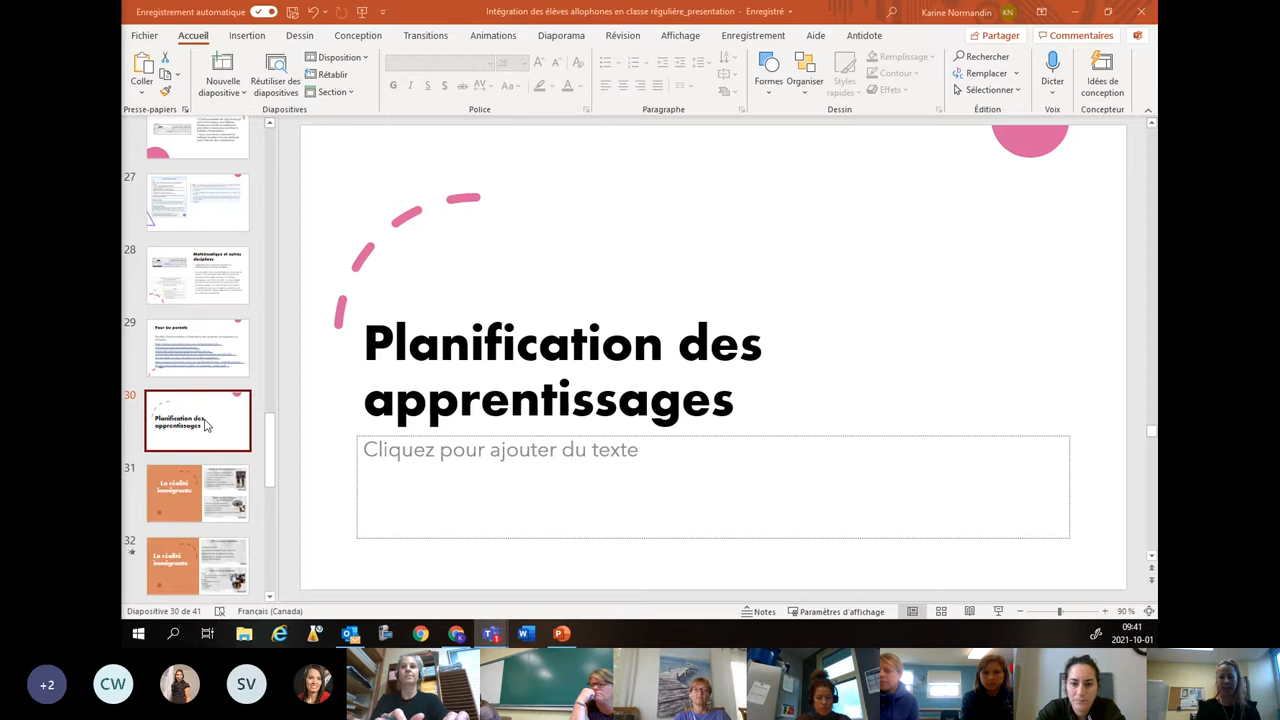 Enregistrement automatique
Intégration des élèves allophones en classe régulière_presentation - Enregistré
Karine Normandin KN
Fichier Accueil Insertion Dessin Conception Transitions Animations Diaporama Révision Affichage Enregistrement Aide Antidote Partager Commentaires
Coller
Nouvelle diapositive
Réutiliser des diapositives
Disposition
Rétablir
Section
Formes
Organiser
Styles rapides
Remplissage
Contour
Effets
Rechercher
Remplacer
Sélectionner
Dictée
Idées de conception
Presse-papiers Diapositives Police Paragraphe Dessin Édition Voix Concepteur
27
28
Mathématique et autres disciplines
29
Pour les parents
30
Planification des
apprentissages
31
La réalité
immigrante
32
La réalité
immigrante
Planification des
apprentissages
Cliquez pour ajouter du texte
Diapositive 30 de 41 Français (Canada) Notes Paramètres d'affichage 90 %
09:41
2021-10-01
+2 CW SV